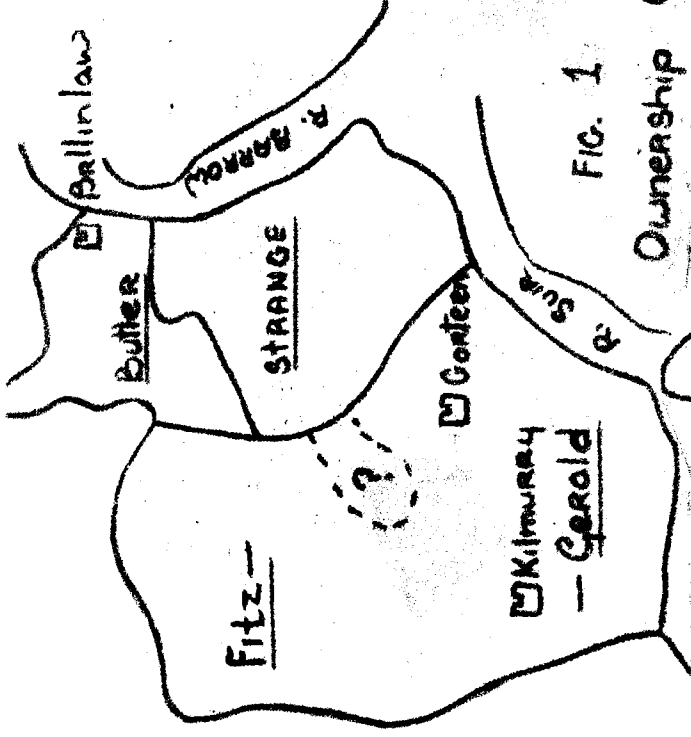 Ballinlaw
R. BARROW
Butler
STRANGE
FIG. 1
Ownership
R. Suir
Gorteen
?
Fitz —
Kilmurry
— Gerald